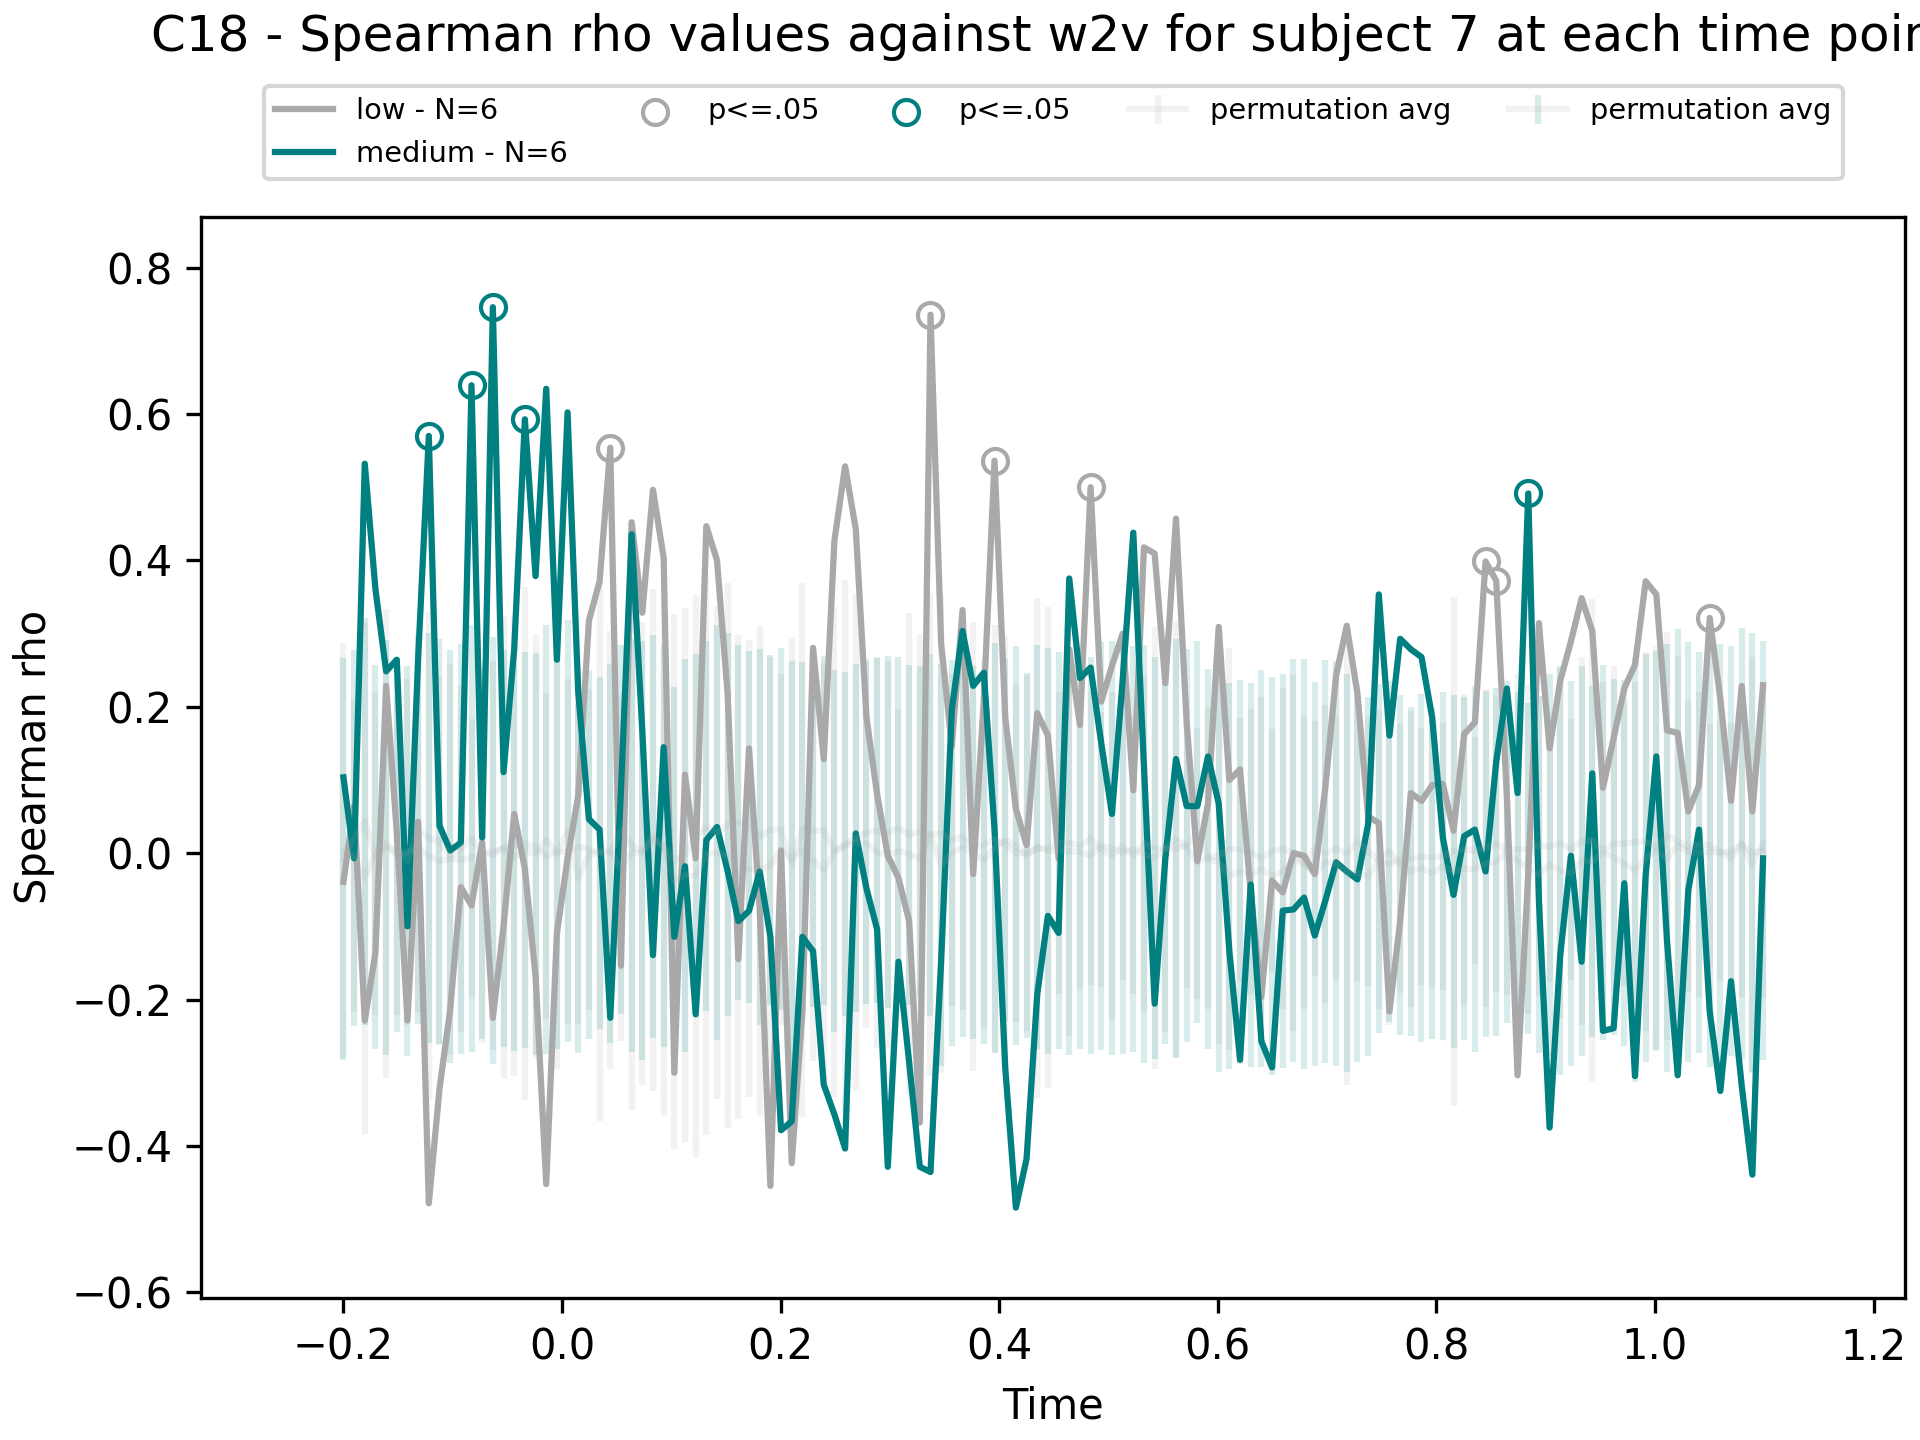 C18 - Spearman rho values against w2v for subject 7 at each time poin
low - N=6
medium - N=6
p<=.05
p<=.05
permutation avg
permutation avg
0.8
0.6
0.4
0.2
0.0
−0.2
−0.4
−0.6
Spearman rho
−0.2 0.0 0.2 0.4 0.6 0.8 1.0 1.2
Time